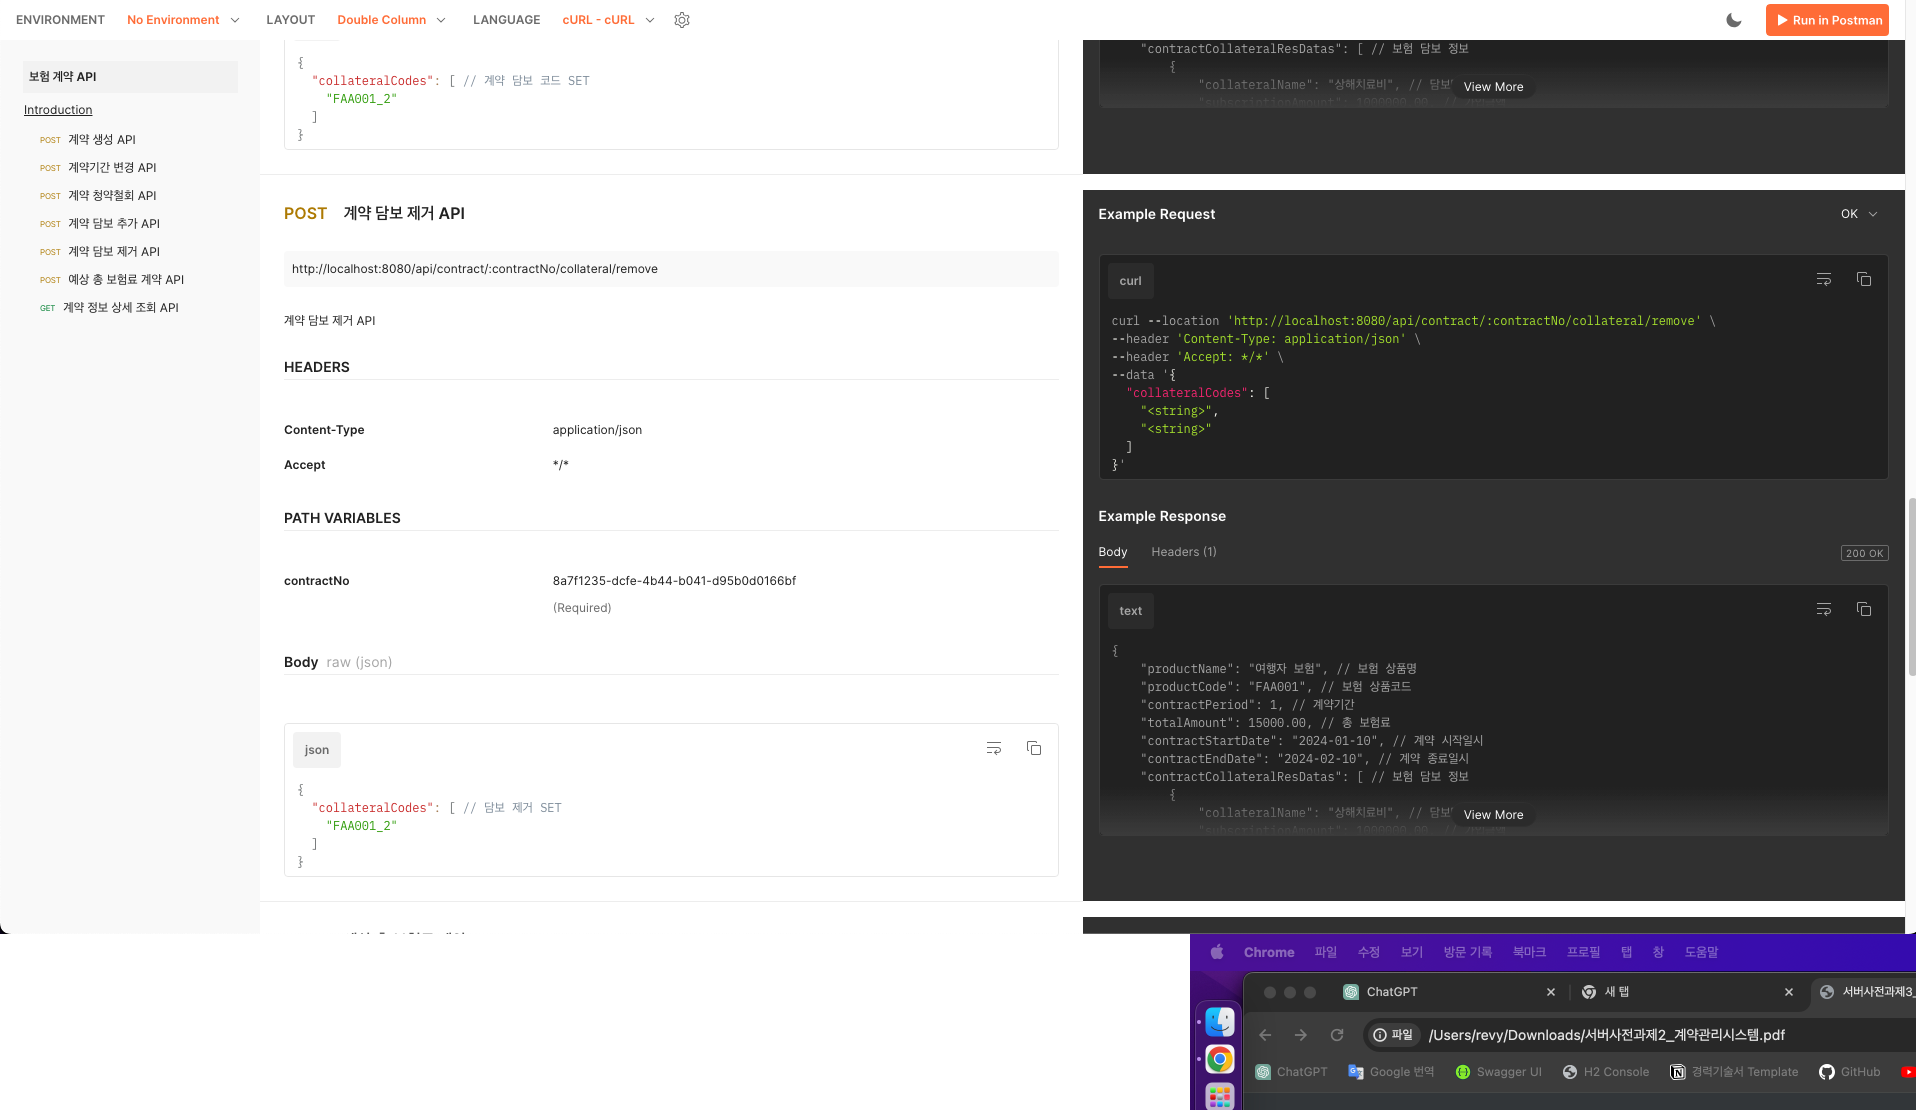 ENVIRONMENT No Environment LAYOUT Double Column LANGUAGE cURL - cURL Run in Postman
보험 계약 API
Introduction
POST 계약 생성 API
POST 계약기간 변경 API
POST 계약 청약철회 API
POST 계약 담보 추가 API
POST 계약 담보 제거 API
POST 예상 총 보험료 계약 API
GET 계약 정보 상세 조회 API
{
"collateralCodes": [ // 계약 담보 코드 SET
"FAA001_2"
]
}
POST 계약 담보 제거 API
http://localhost:8080/api/contract/:contractNo/collateral/remove
계약 담보 제거 API
HEADERS
Content-Type application/json
Accept */*
PATH VARIABLES
contractNo 8a7f1235-dcfe-4b44-b041-d95b0d0166bf
(Required)
Body raw (json)
json
{
"collateralCodes": [ // 담보 제거 SET
"FAA001_2"
]
}
"contractCollateralResDatas": [ // 보험 담보 정보
{
"collateralName": "상해치료비", // 담보
View More
Example Request OK
curl
curl --location 'http://localhost:8080/api/contract/:contractNo/collateral/remove' \
--header 'Content-Type: application/json' \
--header 'Accept: */*' \
--data '{
"collateralCodes": [
"<string>",
"<string>"
]
}'
Example Response
Body Headers (1) 200 OK
text
{
"productName": "여행자 보험", // 보험 상품명
"productCode": "FAA001", // 보험 상품코드
"contractPeriod": 1, // 계약기간
"totalAmount": 15000.00, // 총 보험료
"contractStartDate": "2024-01-10", // 계약 시작일시
"contractEndDate": "2024-02-10", // 계약 종료일시
"contractCollateralResDatas": [ // 보험 담보 정보
{
"collateralName": "상해치료비", // 담보
View More
Chrome 파일 수정 보기 방문 기록 북마크 프로필 탭 창 도움말
ChatGPT 새 탭 서버사전과제3_
파일 /Users/revy/Downloads/서버사전과제2_계약관리시스템.pdf
ChatGPT Google 번역 Swagger UI H2 Console 경력기술서 Template GitHub